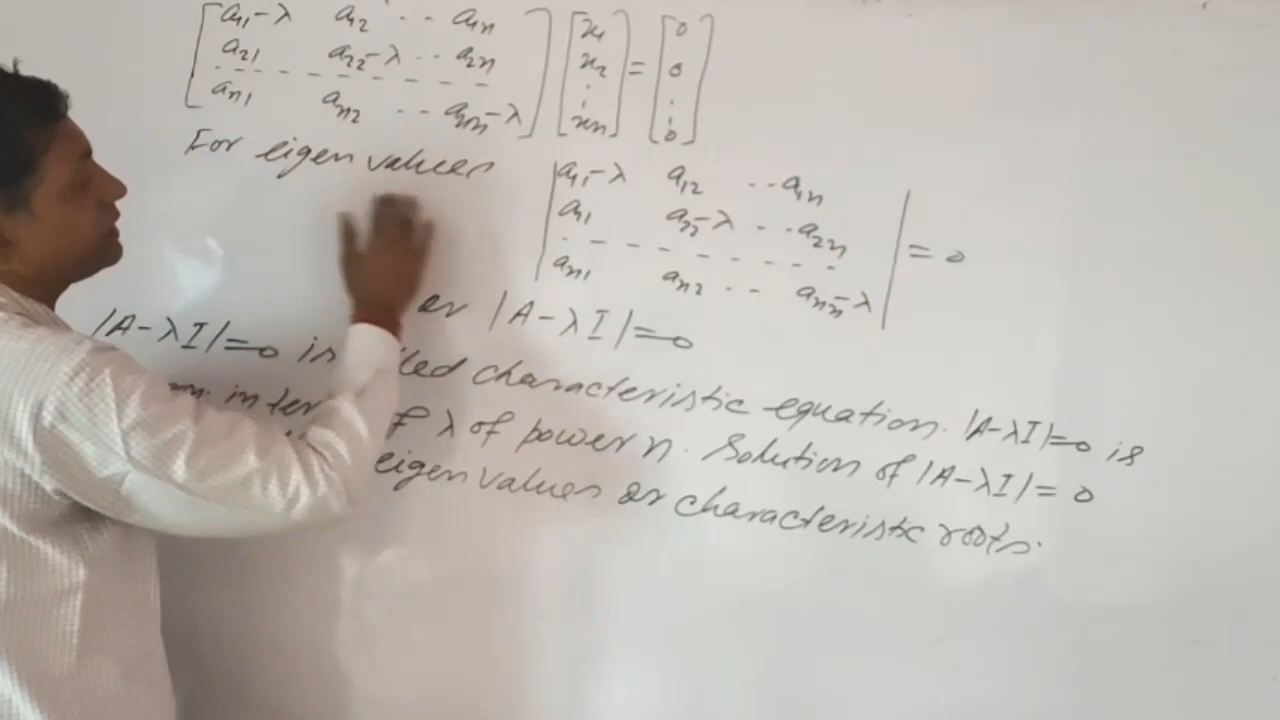 [a11-λ a12 .. a1n] [x1] = [0]
[a21 a22-λ .. a2n] [x2] [0]
[- - - - - - - - -] [:] [:]
[an1 an2 .. ann-λ] [xn] [0]
For eigen values
|a11-λ a12 .. a1n|
|a21 a22-λ .. a2n| = 0
|- - - - - - - - -|
|an1 an2 .. ann-λ|
or |A-λI|=0
|A-λI|=0 is characteristic equation. |A-λI|=0 is
in λ of power n. Solution of |A-λI|=0
eigen values or characteristic roots.